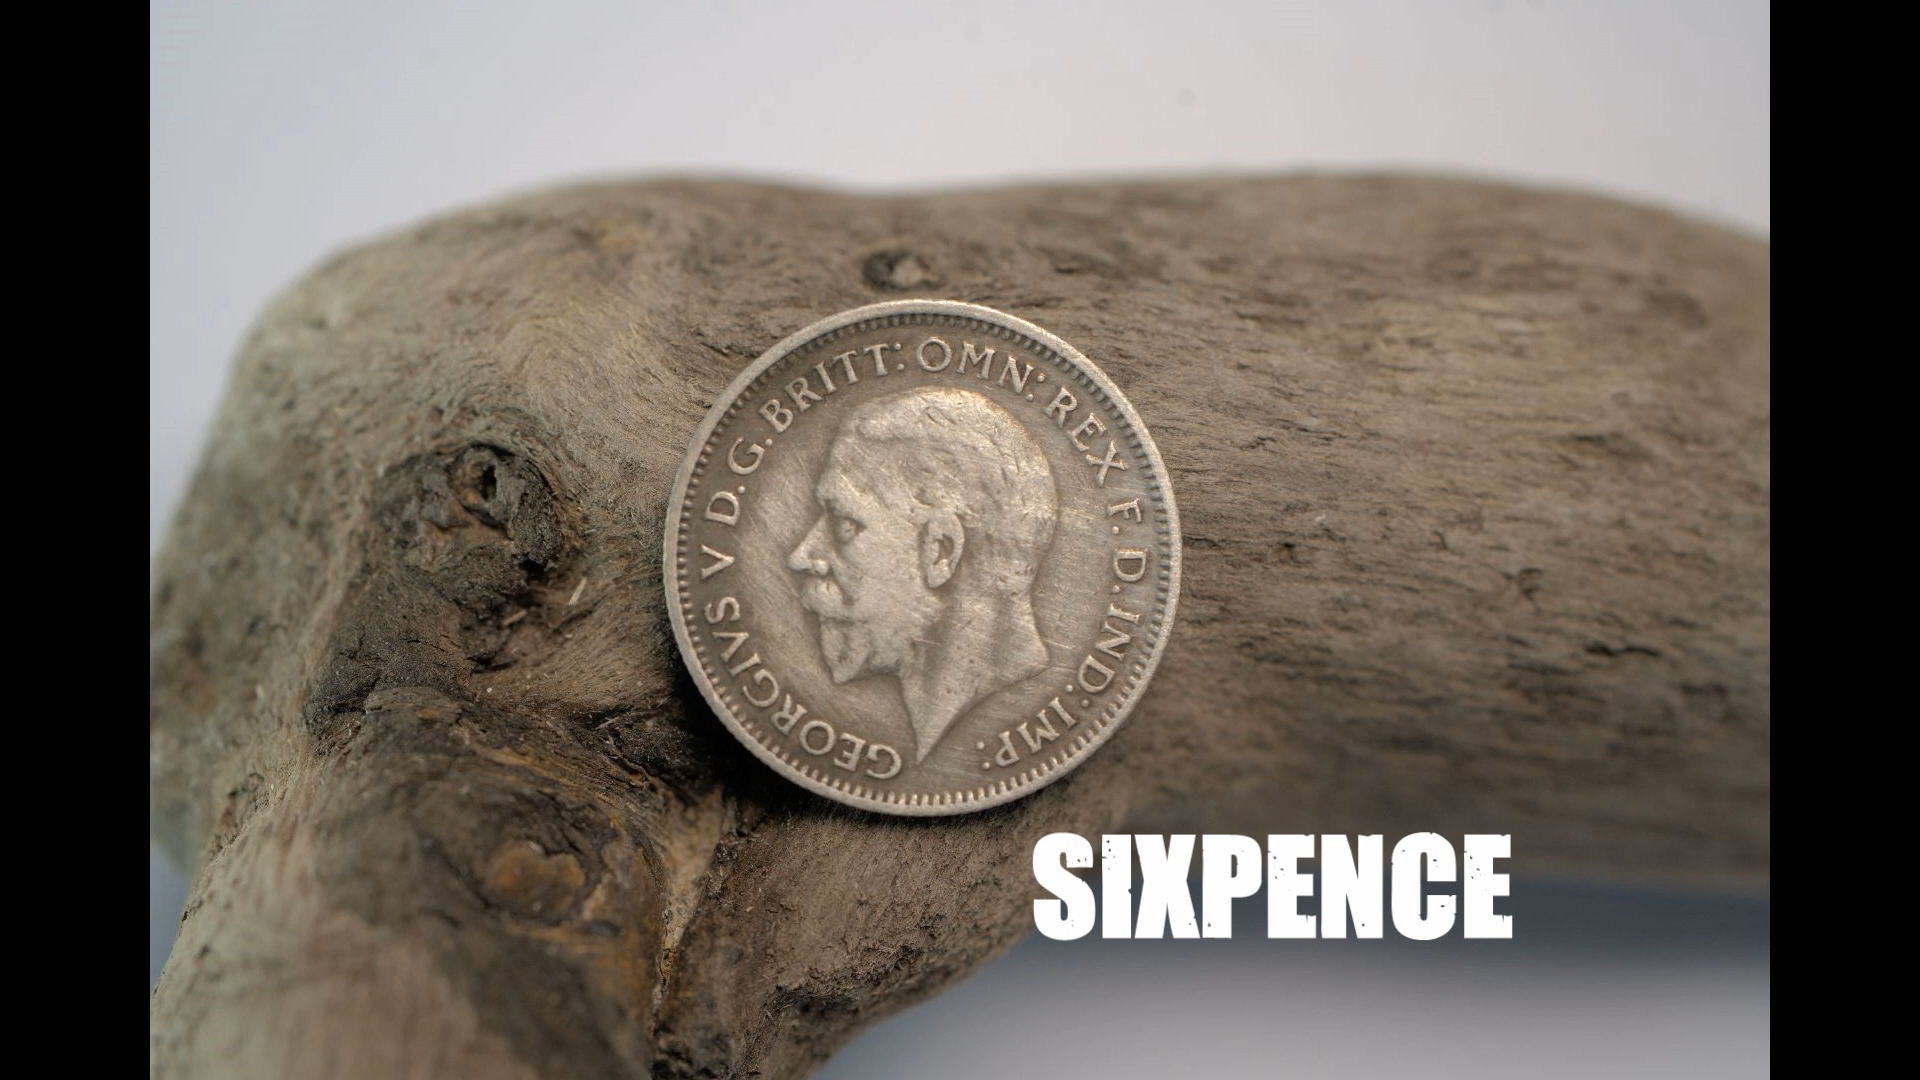 GEORGIVS V D.G. BRITT: OMN: REX F. D. IND: IMP:
SIXPENCE